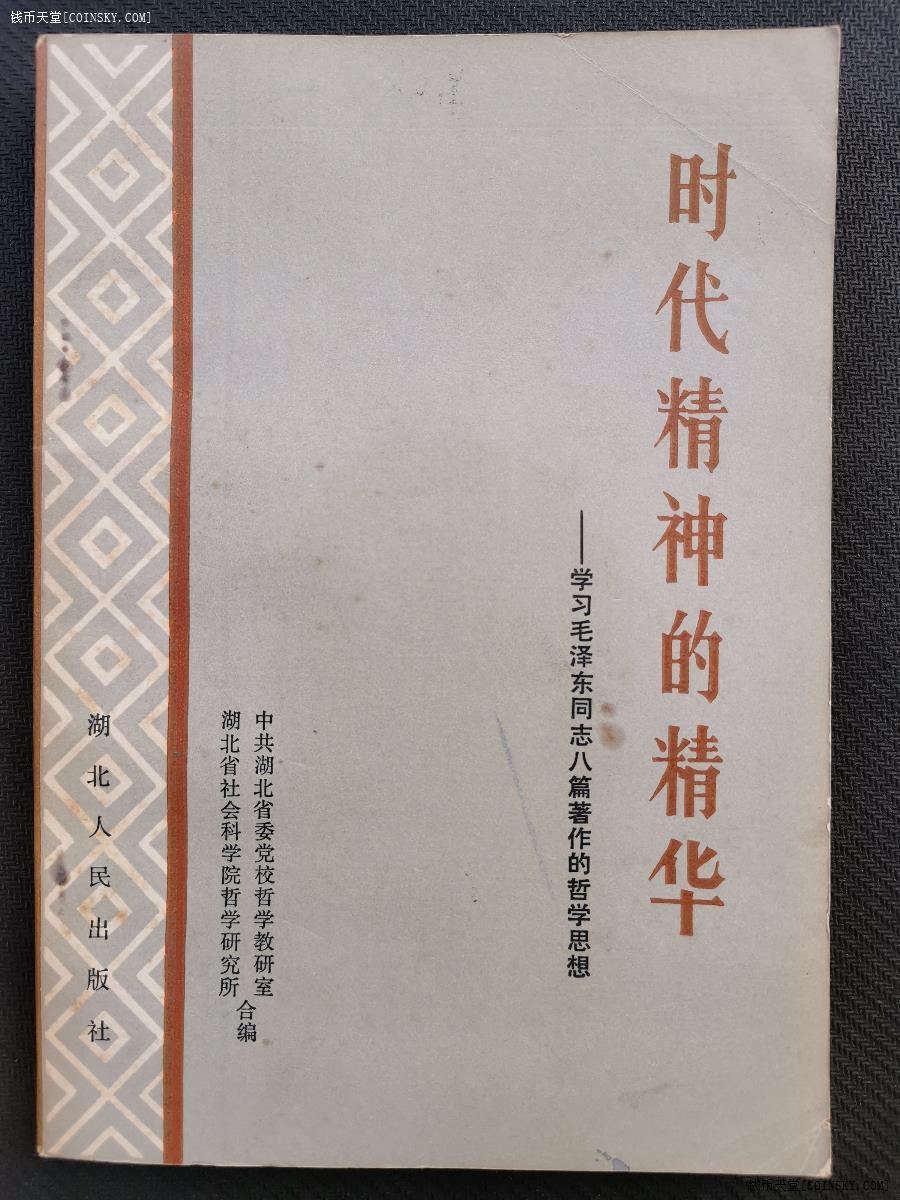 钱币天堂[COINSKY.COM]
时代精神的精华
——学习毛泽东同志八篇著作的哲学思想
中共湖北省委党校哲学教研室
湖北省社会科学院哲学研究所
合编
湖北人民出版社
钱币天堂[COINSKY.COM]